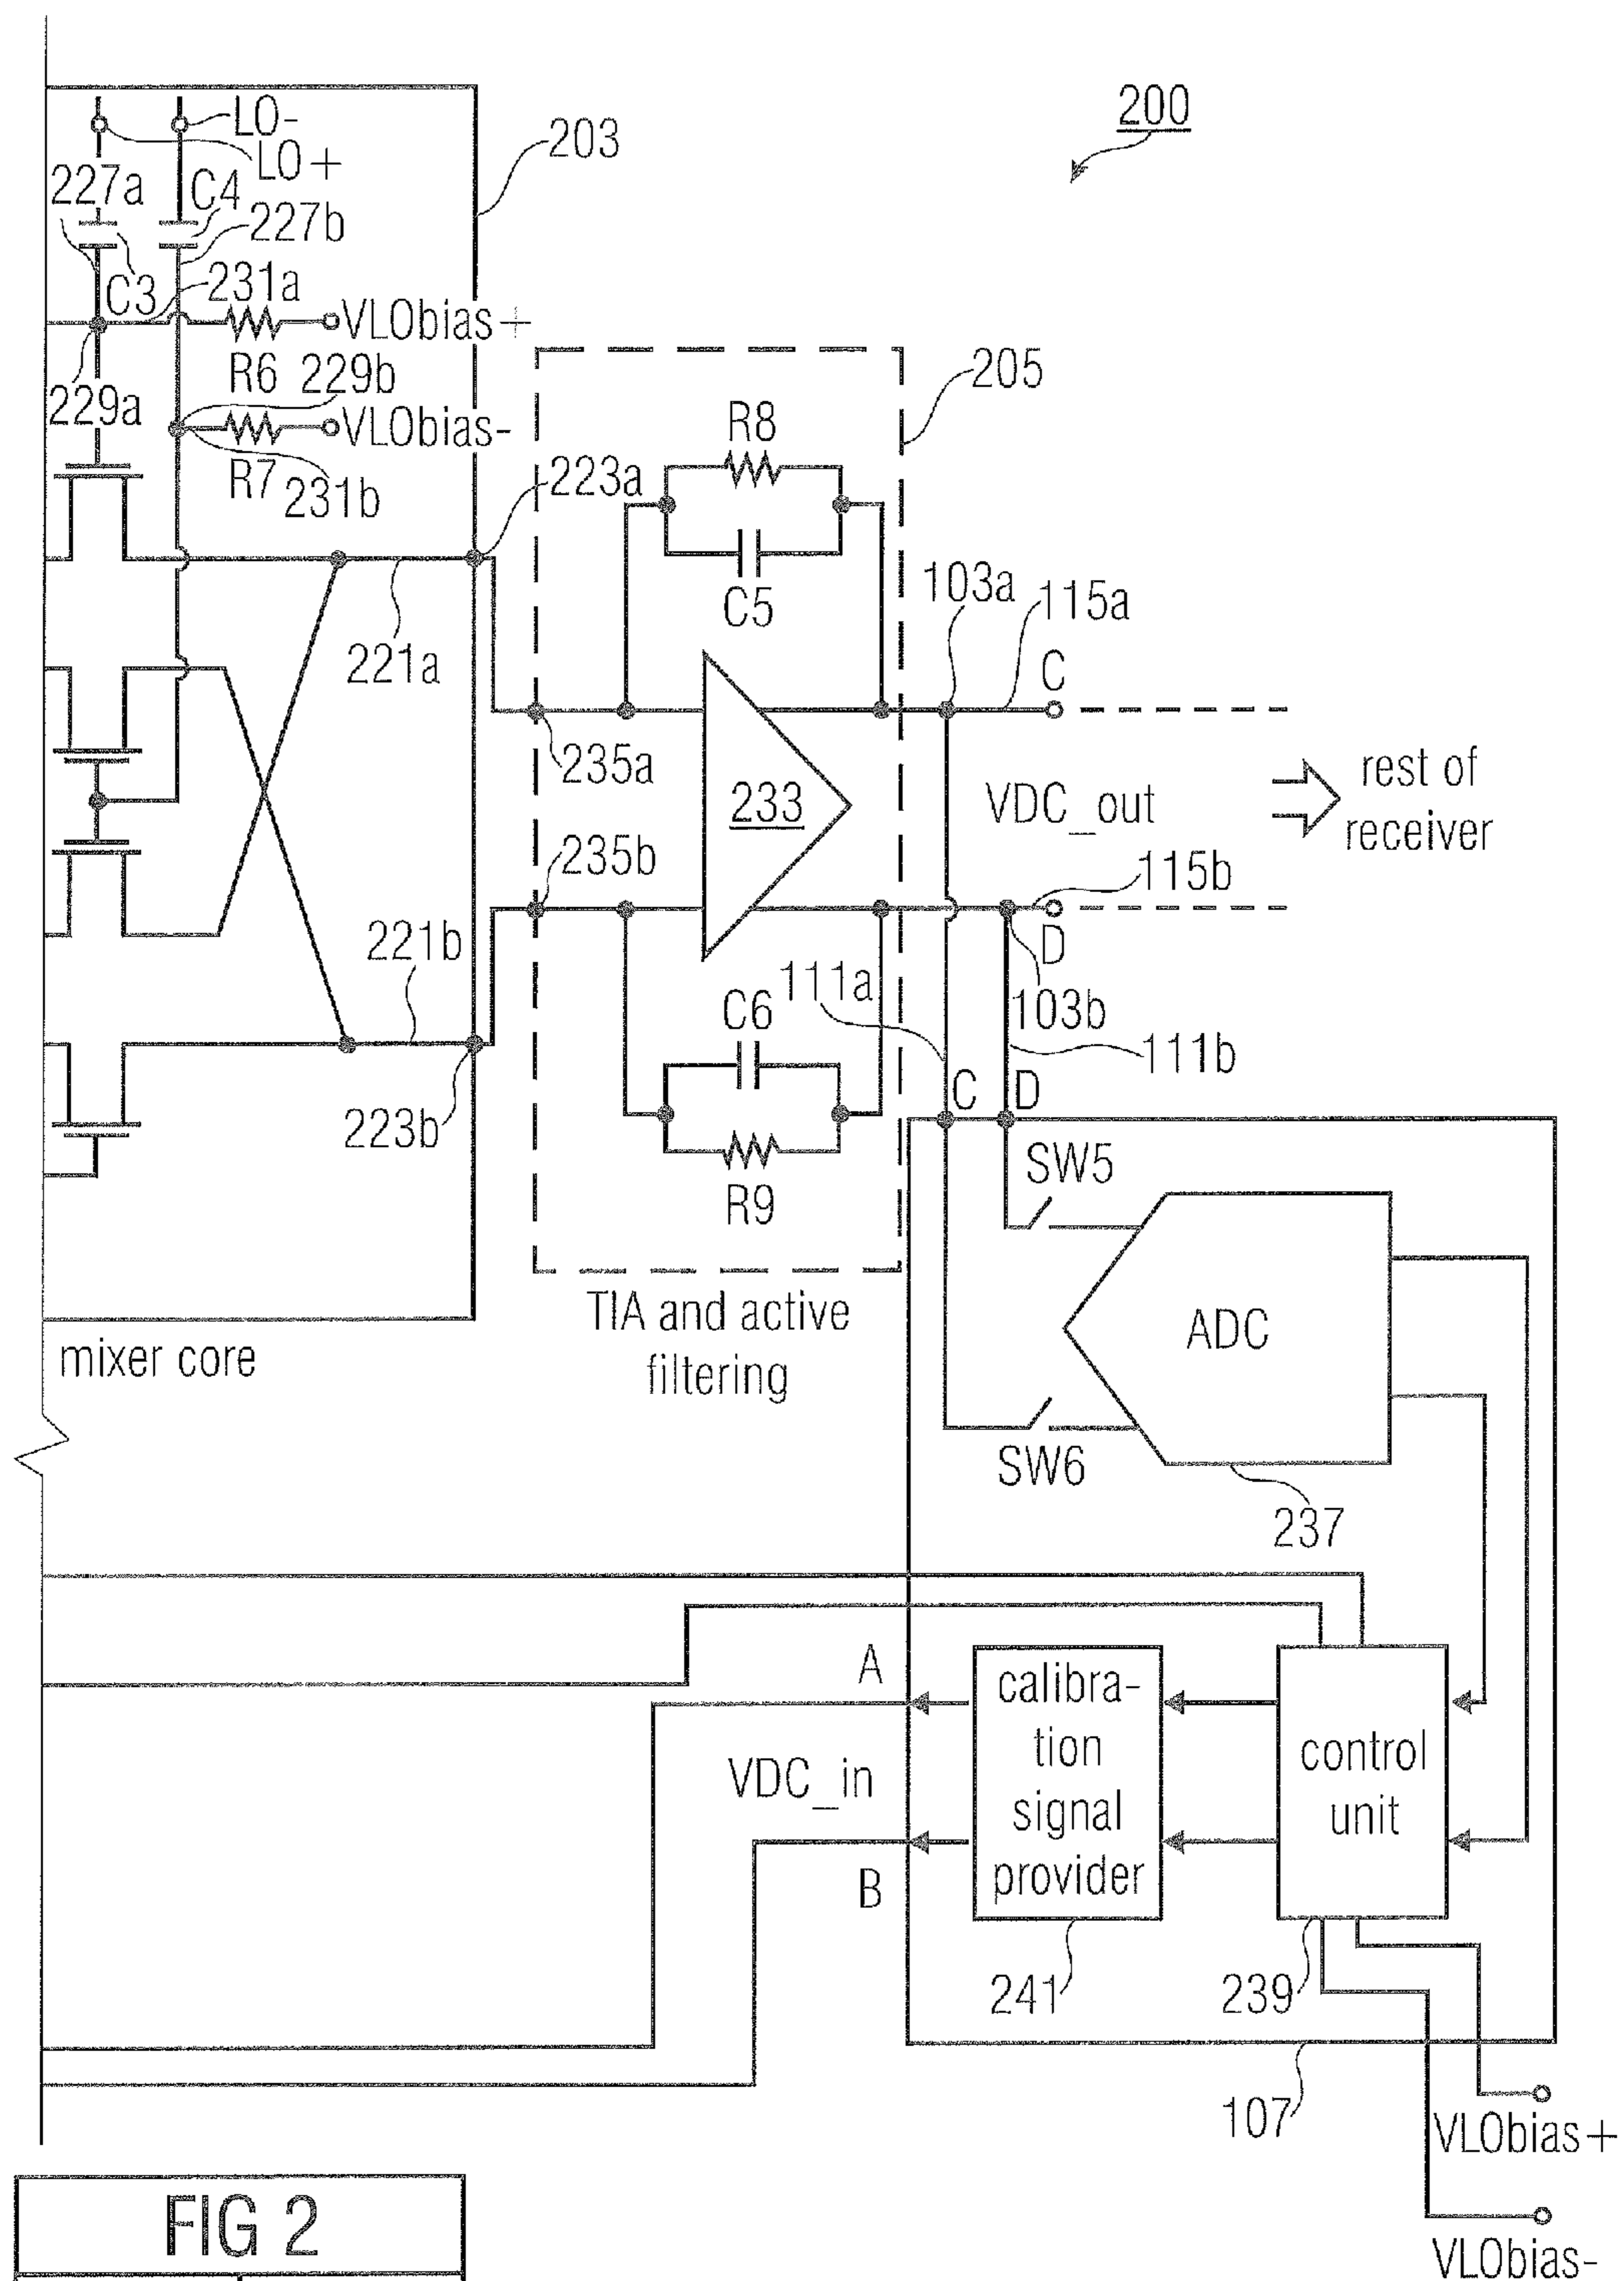 200
LO-
LO+
203
227a
C4
227b
C3
231a
VLObias+
R6
229b
229a
VLObias-
R7
231b
205
R8
C5
223a
103a
115a
C
221a
235a
233
VDC_out
rest of
receiver
235b
115b
D
221b
111a
103b
C6
111b
C
D
223b
R9
SW5
TIA and active
filtering
ADC
mixer core
SW6
237
A
calibra-
tion
signal
provider
control
unit
VDC_in
B
241
239
107
VLObias+
VLObias-
FIG 2